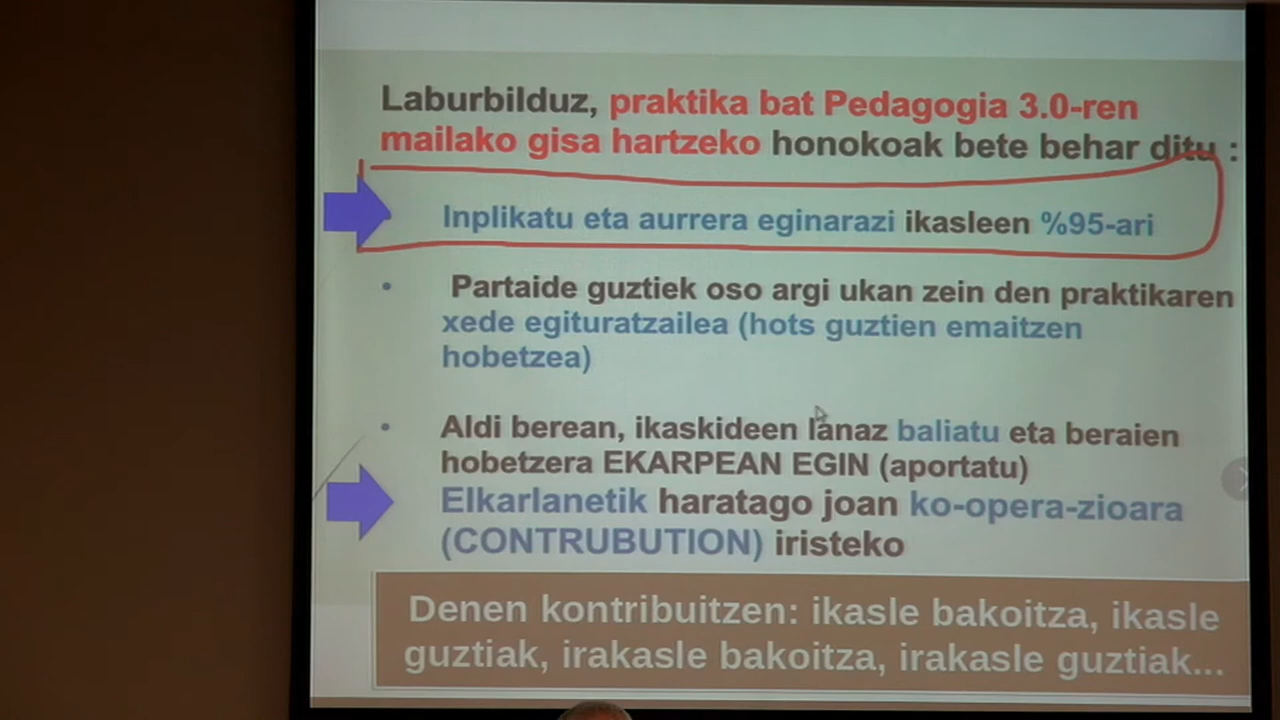 Laburbilduz, praktika bat Pedagogia 3.0-ren
mailako gisa hartzeko honokoak bete behar ditu :
Inplikatu eta aurrera eginarazi ikasleen %95-ari
• Partaide guztiek oso argi ukan zein den praktikaren
xede egituratzailea (hots guztien emaitzen
hobetzea)
• Aldi berean, ikaskideen lanaz baliatu eta beraien
hobetzera EKARPEAN EGIN (aportatu)
Elkarlanetik haratago joan ko-opera-zioara
(CONTRUBUTION) iristeko
Denen kontribuitzen: ikasle bakoitza, ikasle
guztiak, irakasle bakoitza, irakasle guztiak...